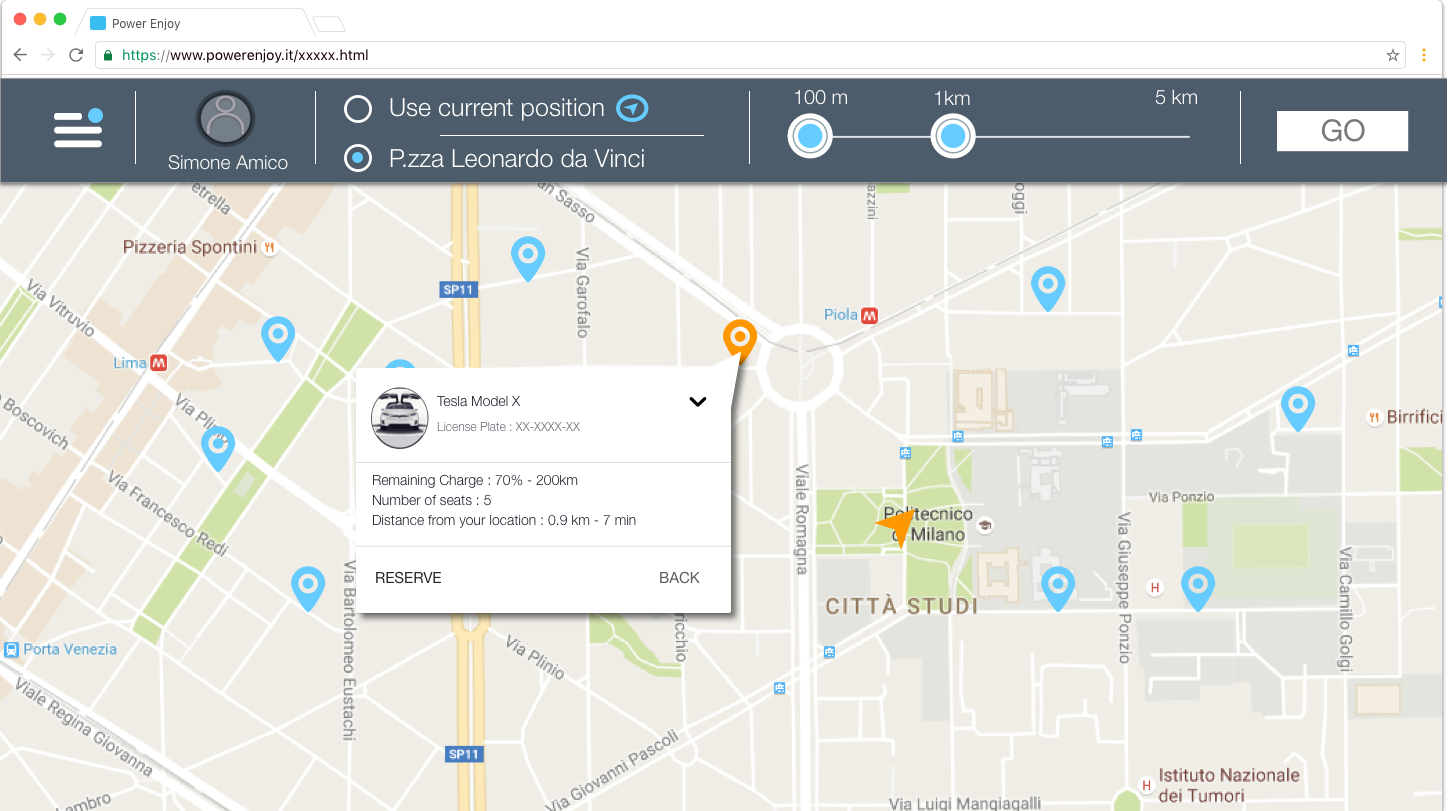 Power Enjoy
https://www.powerenjoy.it/xxxxx.html
Simone Amico
Use current position
P.zza Leonardo da Vinci
100 m
1km
5 km
GO
etrella
an Sasso
azzini
oggi
Pizzeria Spontini
SP11
Via Garofalo
Via Vitruvio
Piola
M
Lima
M
Boscovich
Via Plin
Birrifici
Tesla Model X
License Plate : XX-XXXX-XX
Remaining Charge : 70% - 200km
Number of seats : 5
Distance from your location : 0.9 km - 7 min
RESERVE
BACK
Viale Romagna
Via Ponzio
Politecnico
di Milano
Via Francesco Redi
Via Giuseppe Ponzio
Via Camillo Golgi
H
CITTÀ STUDI
Via Bartolomeo Eustachi
ricchio
Via Plinio
Porta Venezia
Viale Regina Giovanna
SP11
Via Giovanni Pascoli
H
Istituto Nazionale
dei Tumori
Lambro
Via Luigi Mangiagalli